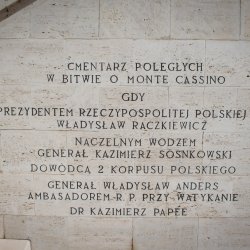 CMENTARZ POLEGŁYCH
W BITWIE O MONTE CASSINO
GDY
PREZYDENTEM RZECZYPOSPOLITEJ POLSKIEJ
WŁADYSŁAW RACZKIEWICZ
NACZELNYM WODZEM
GENERAŁ KAZIMIERZ SOSNKOWSKI
DOWÓDCĄ 2 KORPUSU POLSKIEGO
GENERAŁ WŁADYSŁAW ANDERS
AMBASADOREM R.P. PRZY WATYKANIE
DR KAZIMIERZ PAPÉE